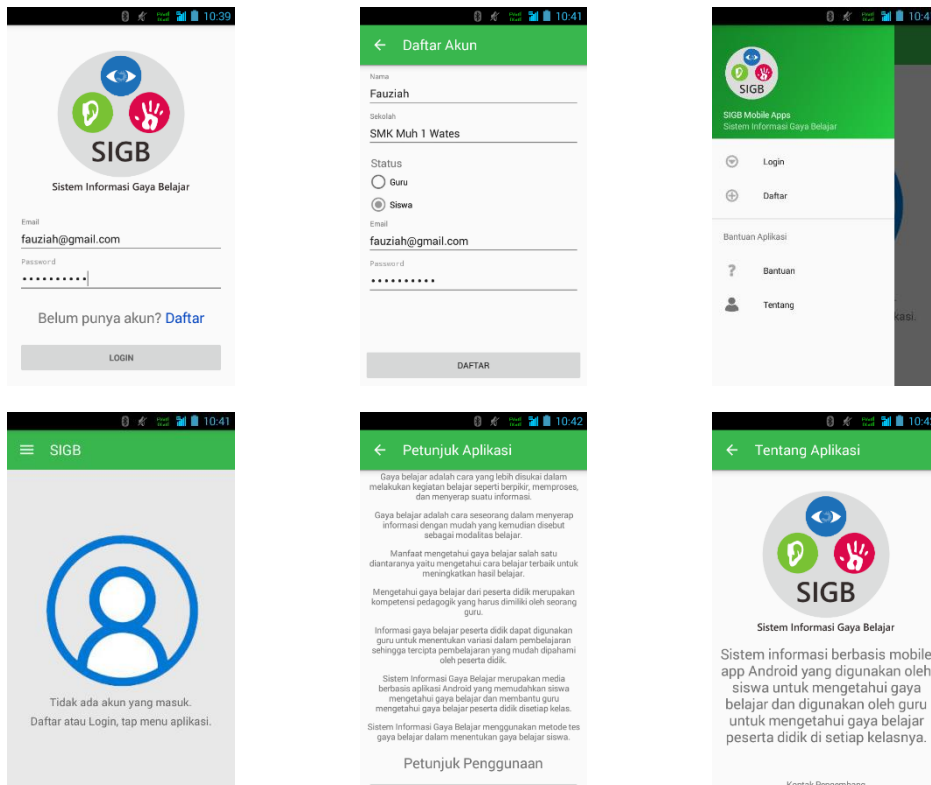 10:39
SIGB
Sistem Informasi Gaya Belajar
Email
fauziah@gmail.com
Password
Belum punya akun? Daftar
LOGIN
10:41
Daftar Akun
Nama
Fauziah
Sekolah
SMK Muh 1 Wates
Status
Guru
Siswa
Email
fauziah@gmail.com
Password
DAFTAR
10:4
SIGB
SIGB Mobile Apps
Sistem Informasi Gaya Belajar
Login
Daftar
Bantuan Aplikasi
? Bantuan
Tentang
kasi.
10:41
SIGB
Tidak ada akun yang masuk.
Daftar atau Login, tap menu aplikasi.
10:42
Petunjuk Aplikasi
Gaya belajar adalah cara yang lebih disukai dalam
melakukan kegiatan belajar seperti berpikir, memproses,
dan menyerap suatu informasi.
Gaya belajar adalah cara seseorang dalam menyerap
informasi dengan mudah yang kemudian disebut
sebagai modalitas belajar.
Manfaat mengetahui gaya belajar salah satu
diantaranya yaitu mengetahui cara belajar terbaik untuk
meningkatkan hasil belajar.
Mengetahui gaya belajar dari peserta didik merupakan
kompetensi pedagogik yang harus dimiliki oleh seorang
guru.
Informasi gaya belajar peserta didik dapat digunakan
guru untuk menentukan variasi dalam pembelajaran
sehingga tercipta pembelajaran yang mudah dipahami
oleh peserta didik.
Sistem Informasi Gaya Belajar merupakan media
berbasis aplikasi Android yang memudahkan siswa
mengetahui gaya belajar dan membantu guru
mengetahui gaya belajar peserta didik disetiap kelas.
Sistem Informasi Gaya Belajar menggunakan metode tes
gaya belajar dalam menentukan gaya belajar siswa.
Petunjuk Penggunaan
10:42
Tentang Aplikasi
SIGB
Sistem Informasi Gaya Belajar
Sistem informasi berbasis mobile
app Android yang digunakan oleh
siswa untuk mengetahui gaya
belajar dan digunakan oleh guru
untuk mengetahui gaya belajar
peserta didik di setiap kelasnya.
Kontak Pengembang